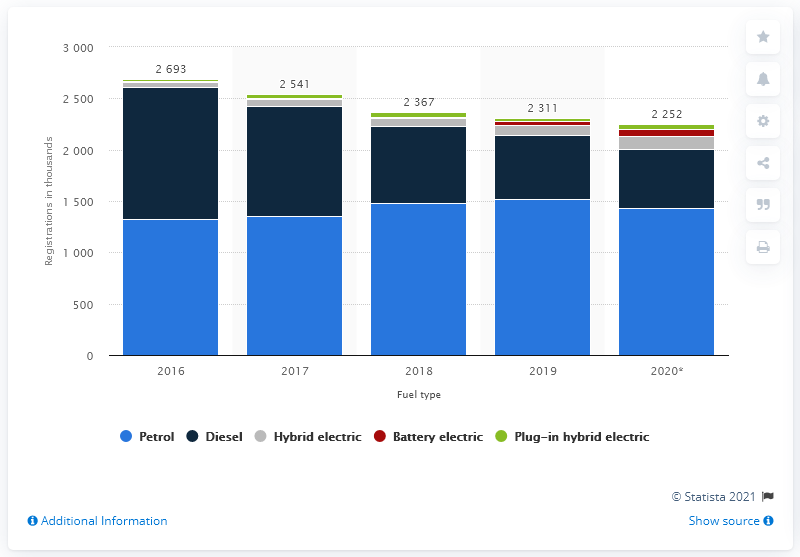 3 000
2 500
2 000
1 500
1 000
500
0
Registrations in thousands
2 693
2 541
2 367
2 311
2 252
2016
2017
2018
2019
2020*
Fuel type
Petrol
Diesel
Hybrid electric
Battery electric
Plug-in hybrid electric
© Statista 2021
Additional Information
Show source